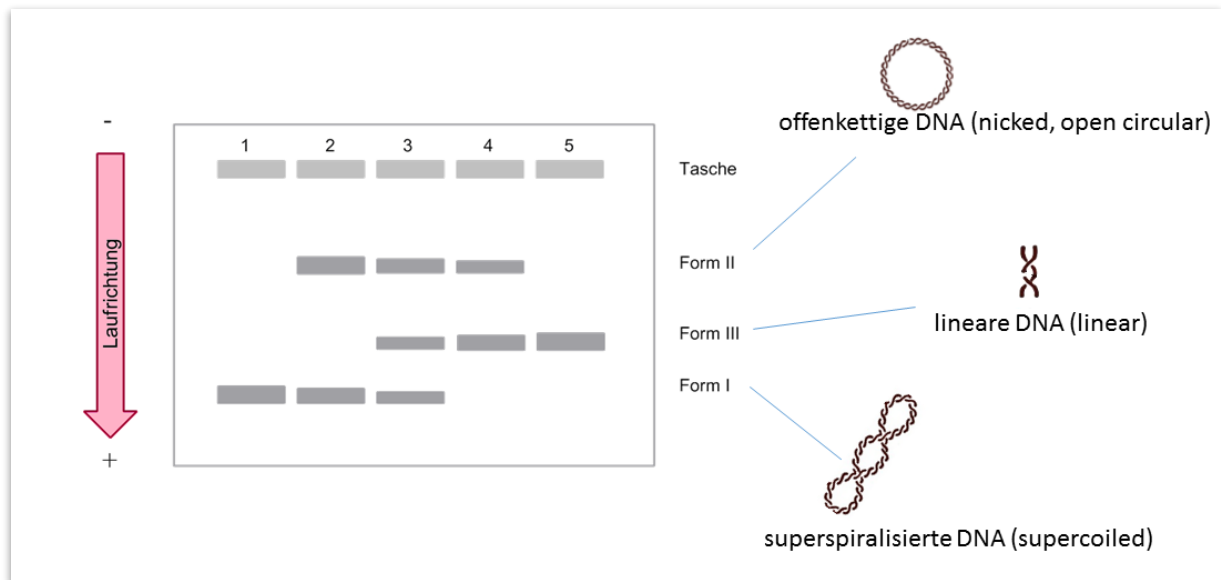 offenkettige DNA (nicked, open circular)
-
1 2 3 4 5
Tasche
Laufrichtung
Form II
Form III
lineare DNA (linear)
Form I
+
superspiralisierte DNA (supercoiled)